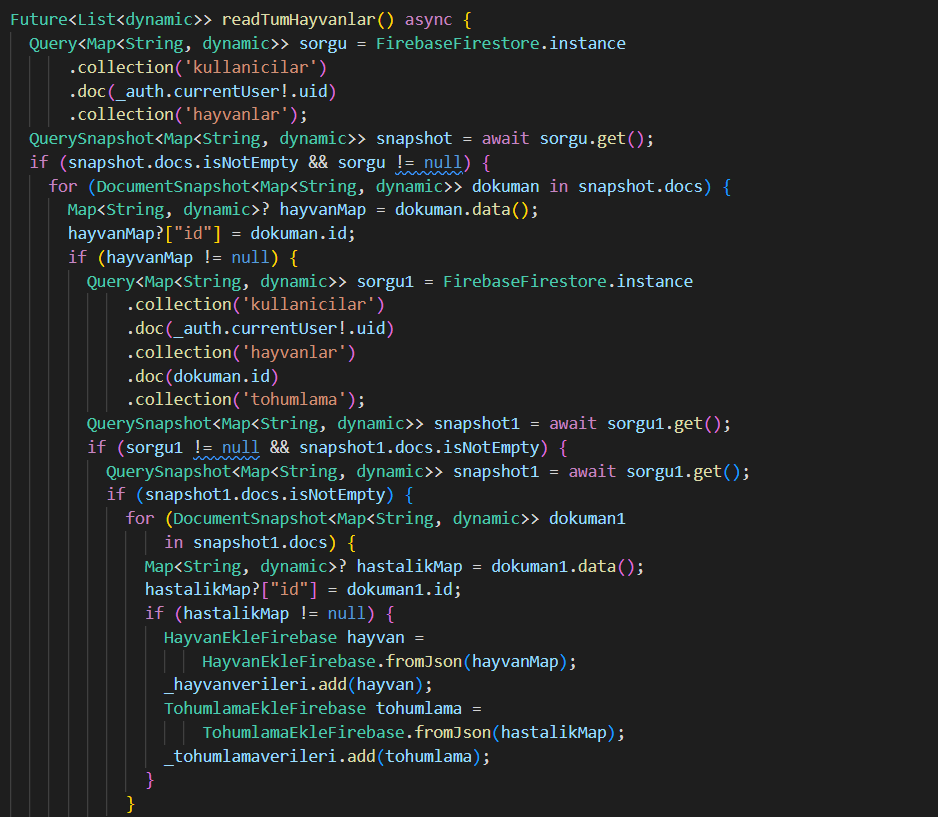 Future<List<dynamic>> readTumHayvanlar() async {
Query<Map<String, dynamic>> sorgu = FirebaseFirestore.instance
.collection('kullanicilar')
.doc(_auth.currentUser!.uid)
.collection('hayvanlar');
QuerySnapshot<Map<String, dynamic>> snapshot = await sorgu.get();
if (snapshot.docs.isNotEmpty && sorgu != null) {
for (DocumentSnapshot<Map<String, dynamic>> dokuman in snapshot.docs) {
Map<String, dynamic>? hayvanMap = dokuman.data();
hayvanMap?["id"] = dokuman.id;
if (hayvanMap != null) {
Query<Map<String, dynamic>> sorgu1 = FirebaseFirestore.instance
.collection('kullanicilar')
.doc(_auth.currentUser!.uid)
.collection('hayvanlar')
.doc(dokuman.id)
.collection('tohumlama');
QuerySnapshot<Map<String, dynamic>> snapshot1 = await sorgu1.get();
if (sorgu1 != null && snapshot1.docs.isNotEmpty) {
QuerySnapshot<Map<String, dynamic>> snapshot1 = await sorgu1.get();
if (snapshot1.docs.isNotEmpty) {
for (DocumentSnapshot<Map<String, dynamic>> dokuman1
in snapshot1.docs) {
Map<String, dynamic>? hastalikMap = dokuman1.data();
hastalikMap?["id"] = dokuman1.id;
if (hastalikMap != null) {
HayvanEkleFirebase hayvan =
HayvanEkleFirebase.fromJson(hayvanMap);
_hayvanverileri.add(hayvan);
TohumlamaEkleFirebase tohumlama =
TohumlamaEkleFirebase.fromJson(hastalikMap);
_tohumlamaverileri.add(tohumlama);
}
}